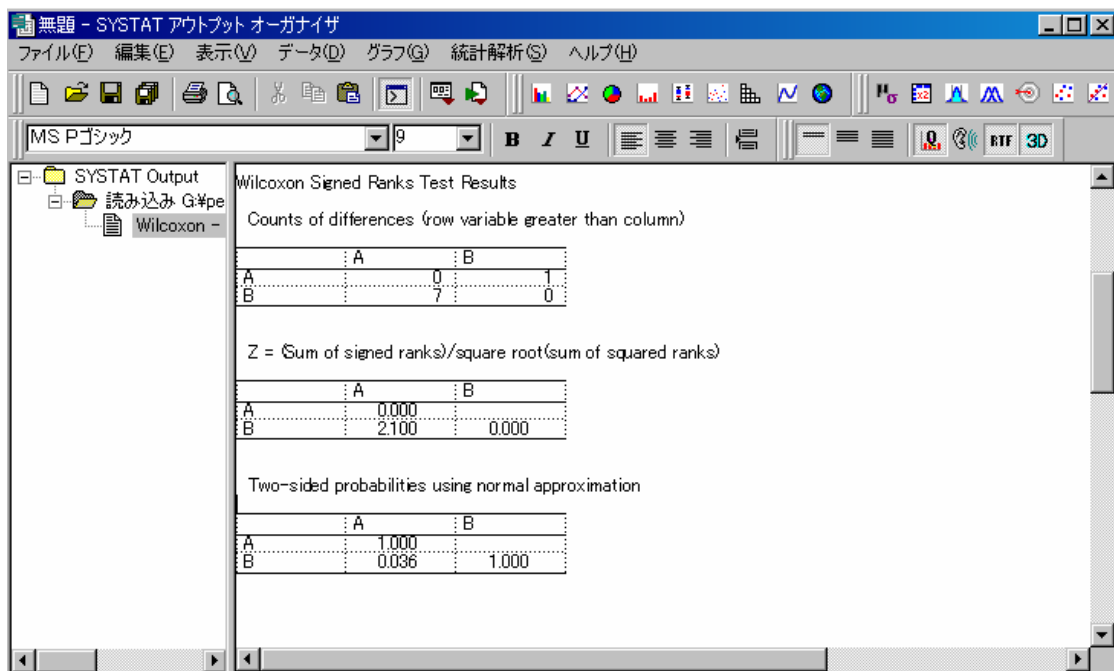 無題 - SYSTAT アウトプット オーガナイザ
ファイル(F) 編集(E) 表示(V) データ(D) グラフ(G) 統計解析(S) ヘルプ(H)
MS Pゴシック 9 B I U RTF 3D
SYSTAT Output
読み込み G:¥pe
Wilcoxon -
Wilcoxon Signed Ranks Test Results
Counts of differences (row variable greater than column)
A B
A 0 1
B 7 0
Z = (Sum of signed ranks)/square root(sum of squared ranks)
A B
A 0.000
B 2.100 0.000
Two-sided probabilities using normal approximation
A B
A 1.000
B 0.036 1.000